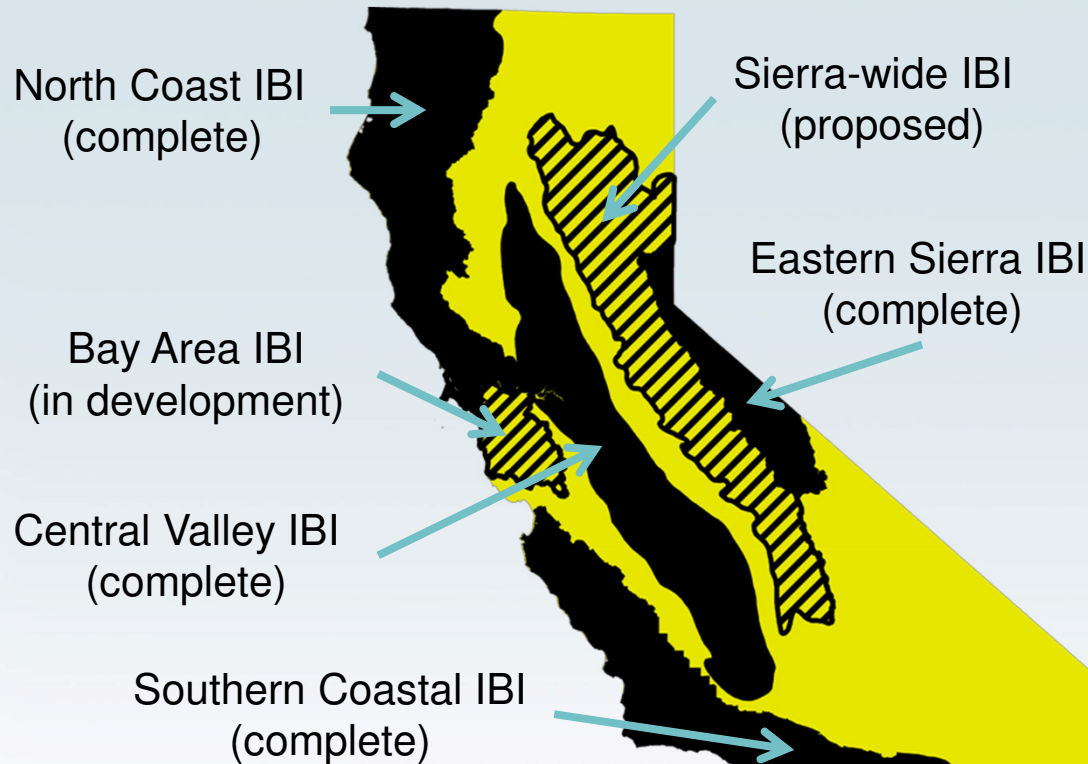 North Coast IBI
(complete)
Sierra-wide IBI
(proposed)
Eastern Sierra IBI
(complete)
Bay Area IBI
(in development)
Central Valley IBI
(complete)
Southern Coastal IBI
(complete)